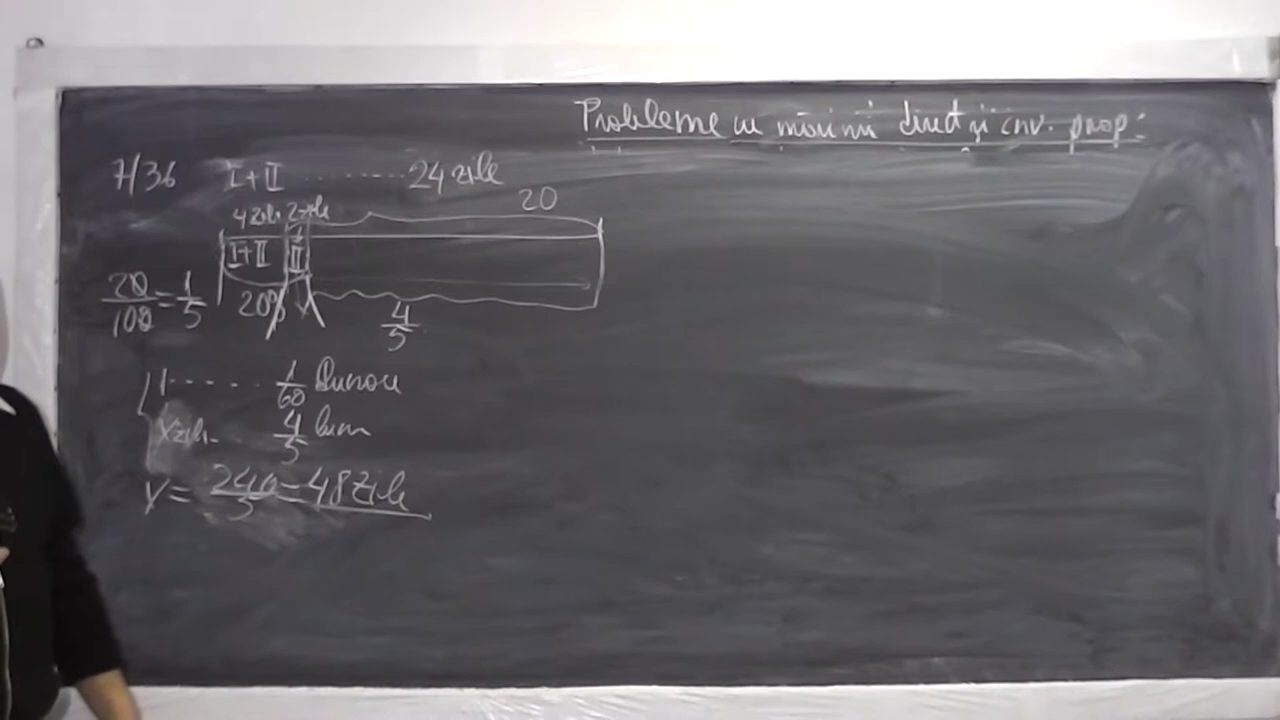 Probleme cu mărimi direct și inv. prop:
7/36 I+II ......... 24 zile
20
4 zile 2 zile
I+II II
20/100 = 1/5 20%
4/5
1 ..... 1/60 lucrare
x zile 4/5 lucr
x = 240/5 = 48 zile